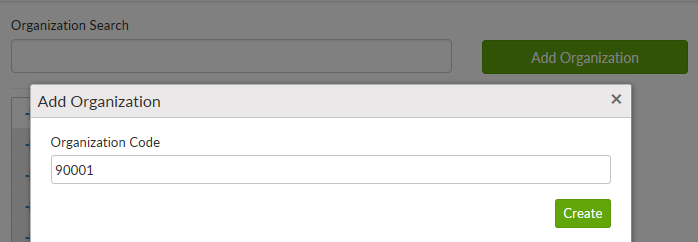 Organization Search
Add Organization
Add Organization ×
Organization Code
90001
Create